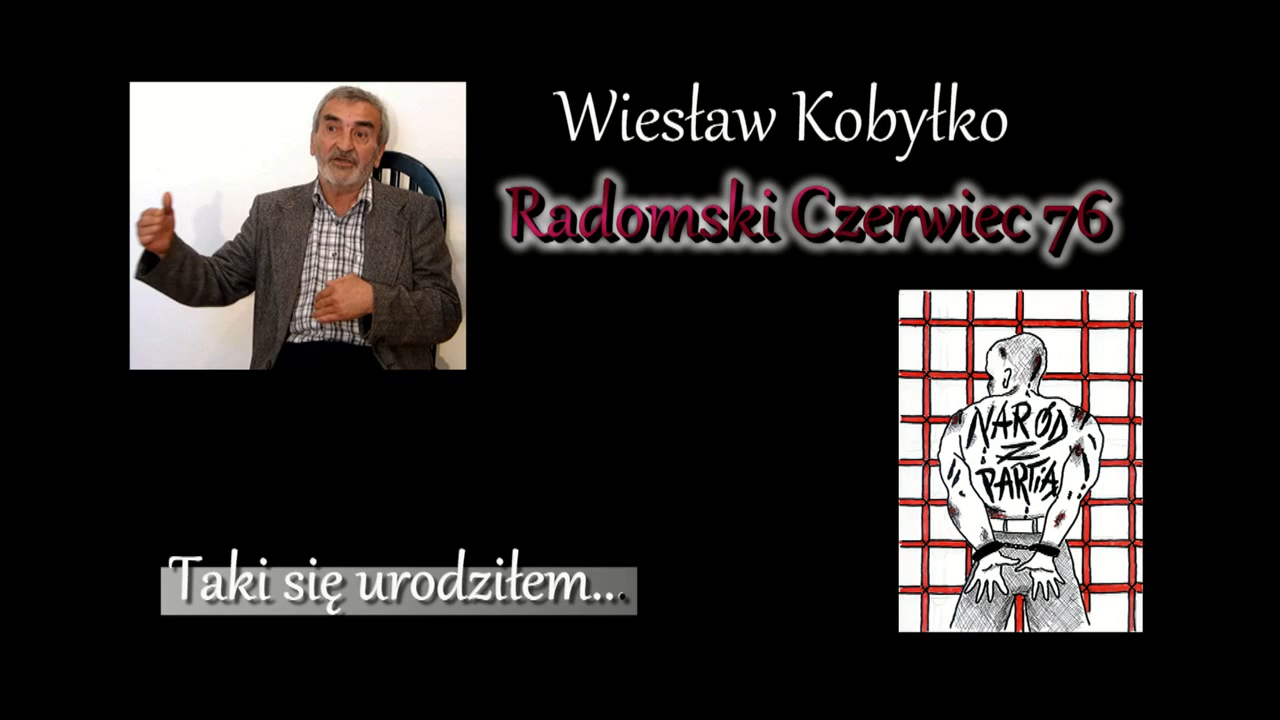 Wiesław Kobyłko
Radomski Czerwiec 76
NARÓD
Z
PARTIĄ
Taki się urodziłem...